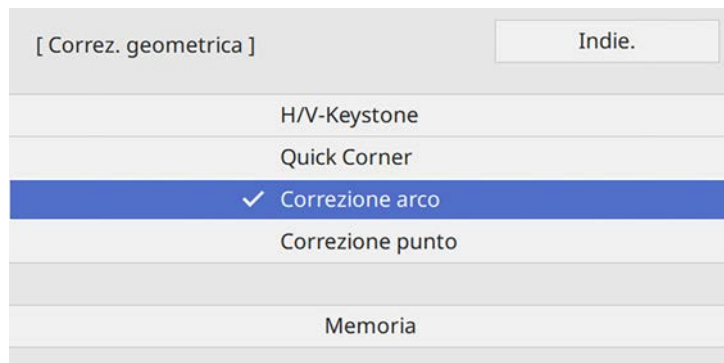 [ Correz. geometrica ]
Indie.
H/V-Keystone
Quick Corner
Correzione arco
Correzione punto
Memoria